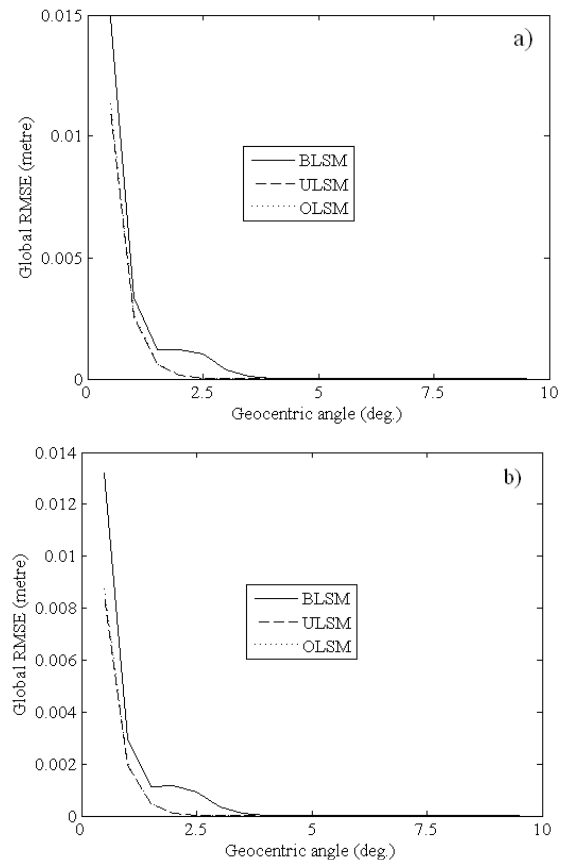 a)
0.015
0.01
0.005
0
Global RMSE (metre)
BLSM
ULSM
OLSM
0 2.5 5 7.5 10
Geocentric angle (deg.)
b)
0.014
0.012
0.01
0.008
0.006
0.004
0.002
0
Global RMSE (metre)
BLSM
ULSM
OLSM
0 2.5 5 7.5 10
Geocentric angle (deg.)